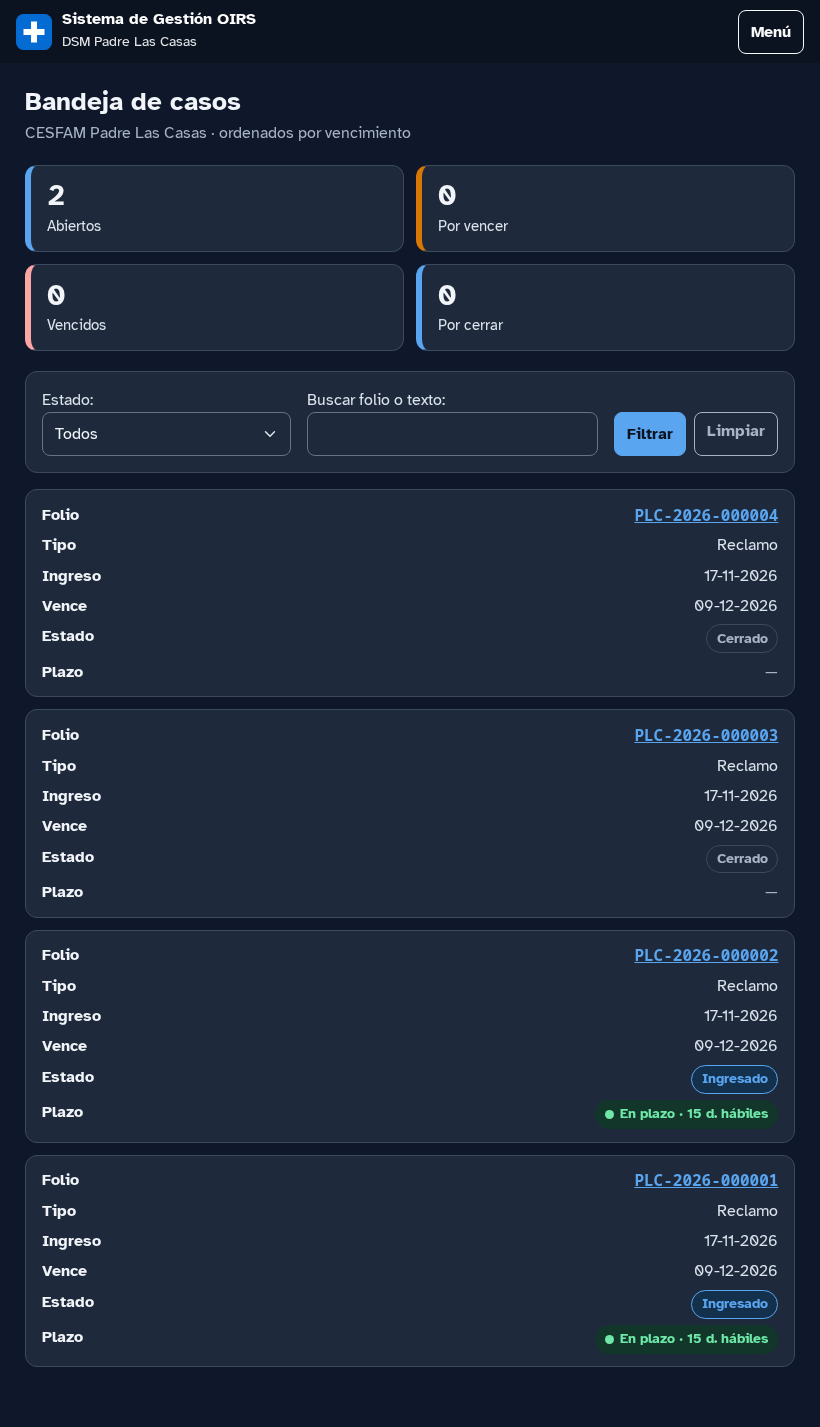 Sistema de Gestión OIRS
DSM Padre Las Casas
Menú
Bandeja de casos
CESFAM Padre Las Casas · ordenados por vencimiento
2
Abiertos
0
Por vencer
0
Vencidos
0
Por cerrar
Estado:
Buscar folio o texto:
Todos
Filtrar
Limpiar
Folio PLC-2026-000004
Tipo Reclamo
Ingreso 17-11-2026
Vence 09-12-2026
Estado Cerrado
Plazo —
Folio PLC-2026-000003
Tipo Reclamo
Ingreso 17-11-2026
Vence 09-12-2026
Estado Cerrado
Plazo —
Folio PLC-2026-000002
Tipo Reclamo
Ingreso 17-11-2026
Vence 09-12-2026
Estado Ingresado
Plazo En plazo · 15 d. hábiles
Folio PLC-2026-000001
Tipo Reclamo
Ingreso 17-11-2026
Vence 09-12-2026
Estado Ingresado
Plazo En plazo · 15 d. hábiles